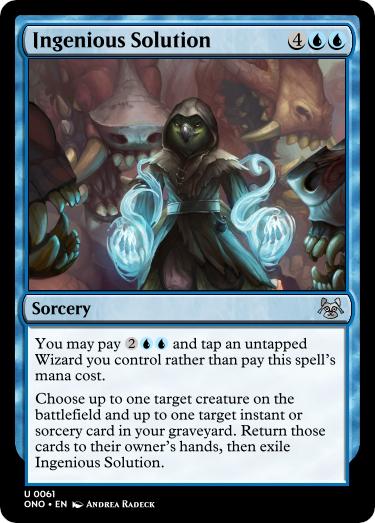 Ingenious Solution 4
Sorcery
You may pay 2 and tap an untapped
Wizard you control rather than pay this spell's
mana cost.
Choose up to one target creature on the
battlefield and up to one target instant or
sorcery card in your graveyard. Return those
cards to their owner's hands, then exile
Ingenious Solution.
U 0061
ONO • EN Andrea Radeck